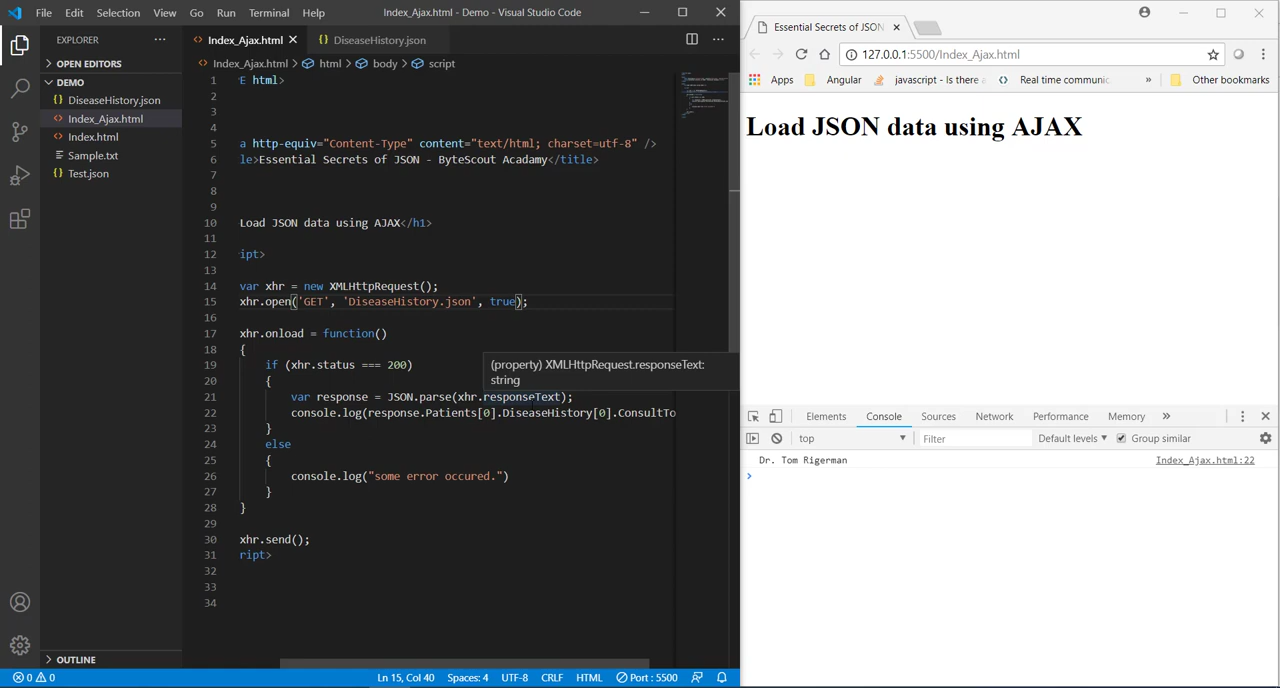 File Edit Selection View Go Run Terminal Help Index_Ajax.html - Demo - Visual Studio Code
EXPLORER
OPEN EDITORS
DEMO
DiseaseHistory.json
Index_Ajax.html
Index.html
Sample.txt
Test.json
OUTLINE
Index_Ajax.html DiseaseHistory.json
Index_Ajax.html > html > body > script
1 E html>
2
3
4
5 a http-equiv="Content-Type" content="text/html; charset=utf-8" />
6 le>Essential Secrets of JSON - ByteScout Acadamy</title>
7
8
9
10 Load JSON data using AJAX</h1>
11
12 ipt>
13
14 var xhr = new XMLHttpRequest();
15 xhr.open('GET', 'DiseaseHistory.json', true);
16
17 xhr.onload = function()
18 {
19 if (xhr.status === 200)
20 {
21 var response = JSON.parse(xhr.responseText);
22 console.log(response.Patients[0].DiseaseHistory[0].ConsultTo
23 }
24 else
25 {
26 console.log("some error occured.")
27 }
28 }
29
30 xhr.send();
31 ript>
32
33
34
(property) XMLHttpRequest.responseText:
string
0 0 Ln 15, Col 40 Spaces: 4 UTF-8 CRLF HTML Port : 5500
Essential Secrets of JSON
127.0.0.1:5500/Index_Ajax.html
Apps Angular javascript - Is there a Real time communic » Other bookmarks
Load JSON data using AJAX
Elements Console Sources Network Performance Memory »
top Filter Default levels Group similar
Dr. Tom Rigerman Index_Ajax.html:22